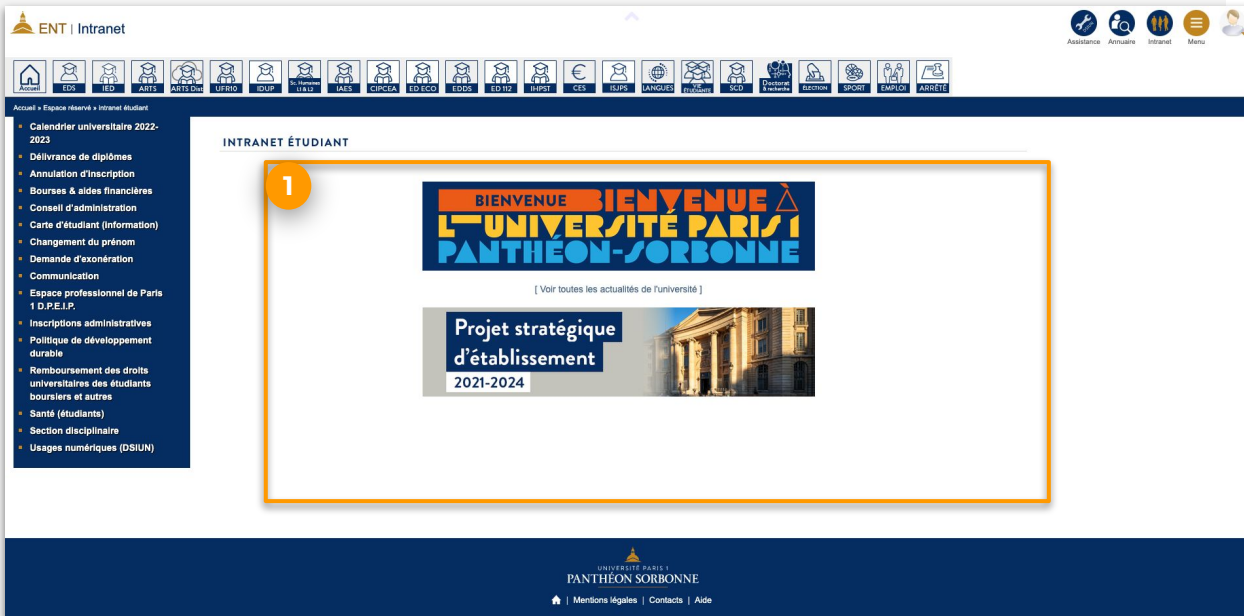 ENT | Intranet
Assistance
Annuaire
Intranet
Menu
Accueil
EDS
IED
ARTS
ARTS Dist
UFR10
IDUP
Sc. Humaines
L1 & L2
IAES
CIPCEA
ED ECO
EDDS
ED 112
IHPST
CES
ISJPS
LANGUES
VIE
ÉTUDIANTE
SCD
Doctorat
& recherche
ÉLECTION
SPORT
EMPLOI
ARRÊTÉ
Accueil » Espace réservé » Intranet étudiant
Calendrier universitaire 2022-
2023
Délivrance de diplômes
Annulation d'inscription
Bourses & aides financières
Conseil d'administration
Carte d'étudiant (information)
Changement du prénom
Demande d'exonération
Communication
Espace professionnel de Paris
1 D.P.E.I.P.
Inscriptions administratives
Politique de développement
durable
Remboursement des droits
universitaires des étudiants
boursiers et autres
Santé (étudiants)
Section disciplinaire
Usages numériques (DSIUN)
INTRANET ÉTUDIANT
1
BIENVENUE BIENVENUE À
L'UNIVERSITÉ PARIS 1
PANTHÉON-SORBONNE
[ Voir toutes les actualités de l'université ]
Projet stratégique
d'établissement
2021-2024
UNIVERSITÉ PARIS 1
PANTHÉON SORBONNE
| Mentions légales | Contacts | Aide